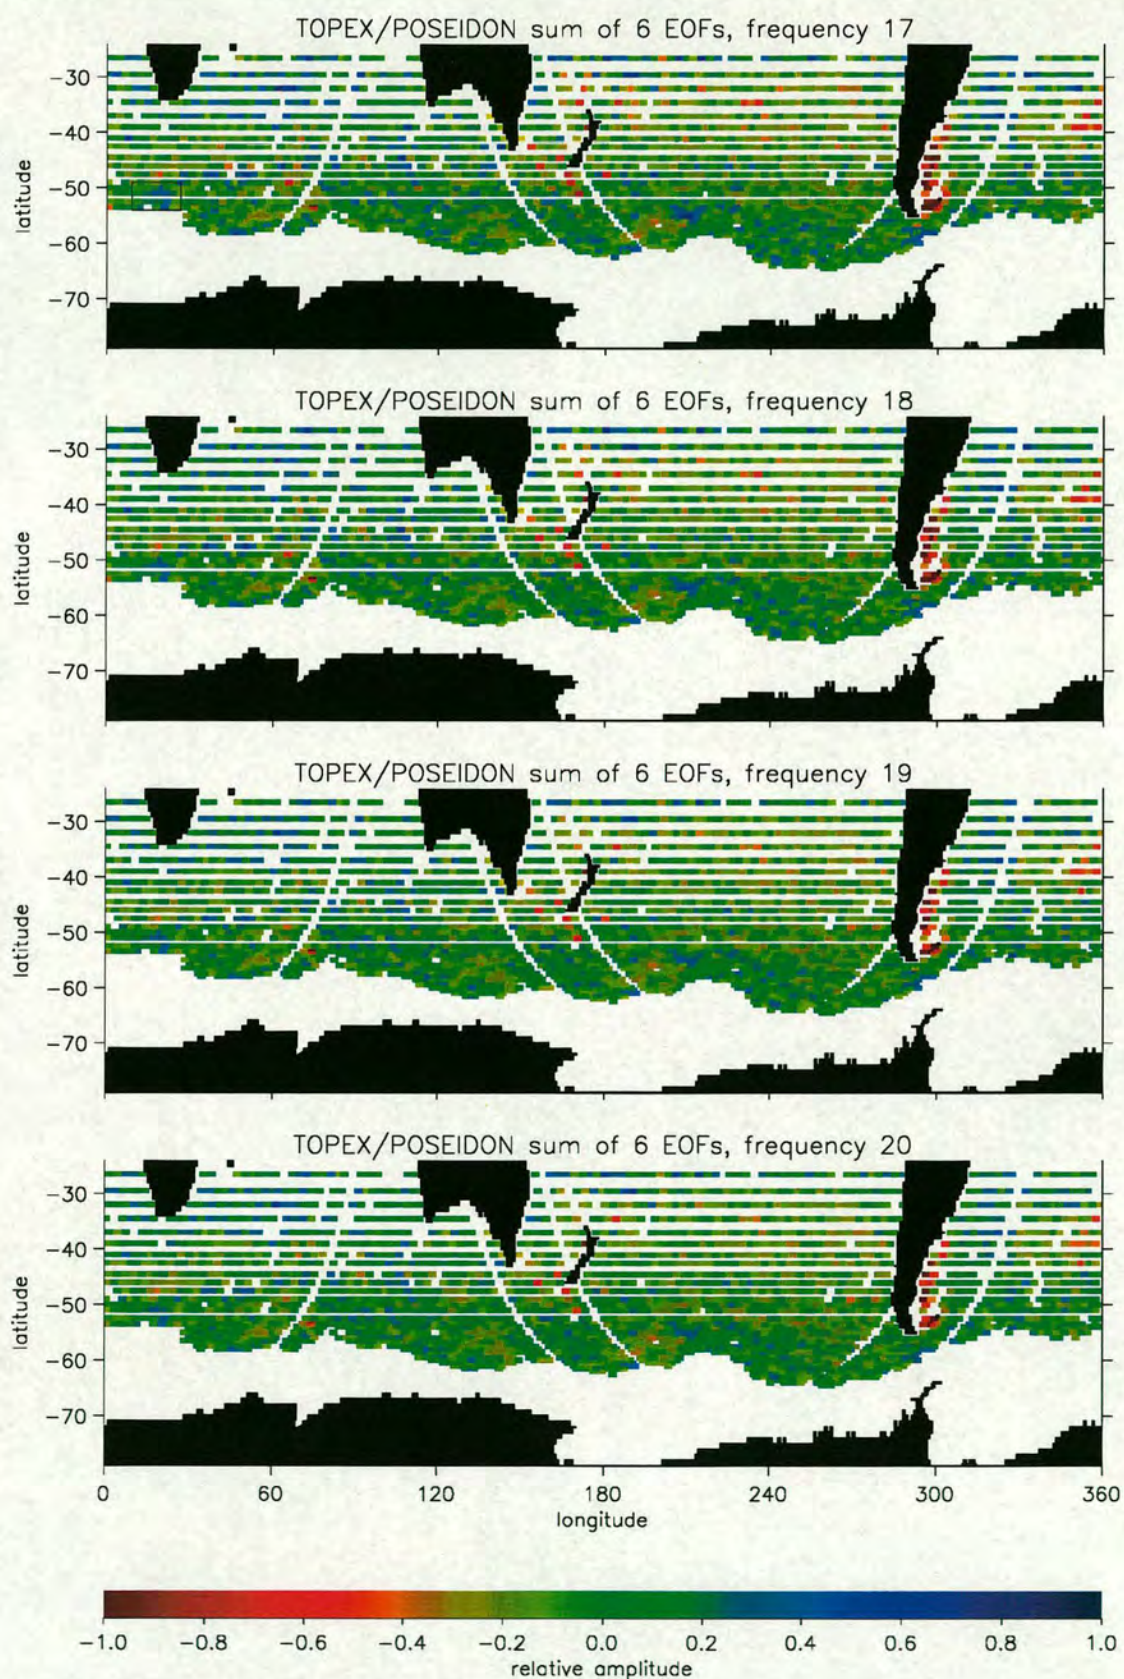 TOPEX/POSEIDON sum of 6 EOFs, frequency 17
−30
−40
−50
−60
−70
latitude
TOPEX/POSEIDON sum of 6 EOFs, frequency 18
−30
−40
−50
−60
−70
latitude
TOPEX/POSEIDON sum of 6 EOFs, frequency 19
−30
−40
−50
−60
−70
latitude
TOPEX/POSEIDON sum of 6 EOFs, frequency 20
−30
−40
−50
−60
−70
latitude
0 60 120 180 240 300 360
longitude
−1.0 −0.8 −0.6 −0.4 −0.2 0.0 0.2 0.4 0.6 0.8 1.0
relative amplitude